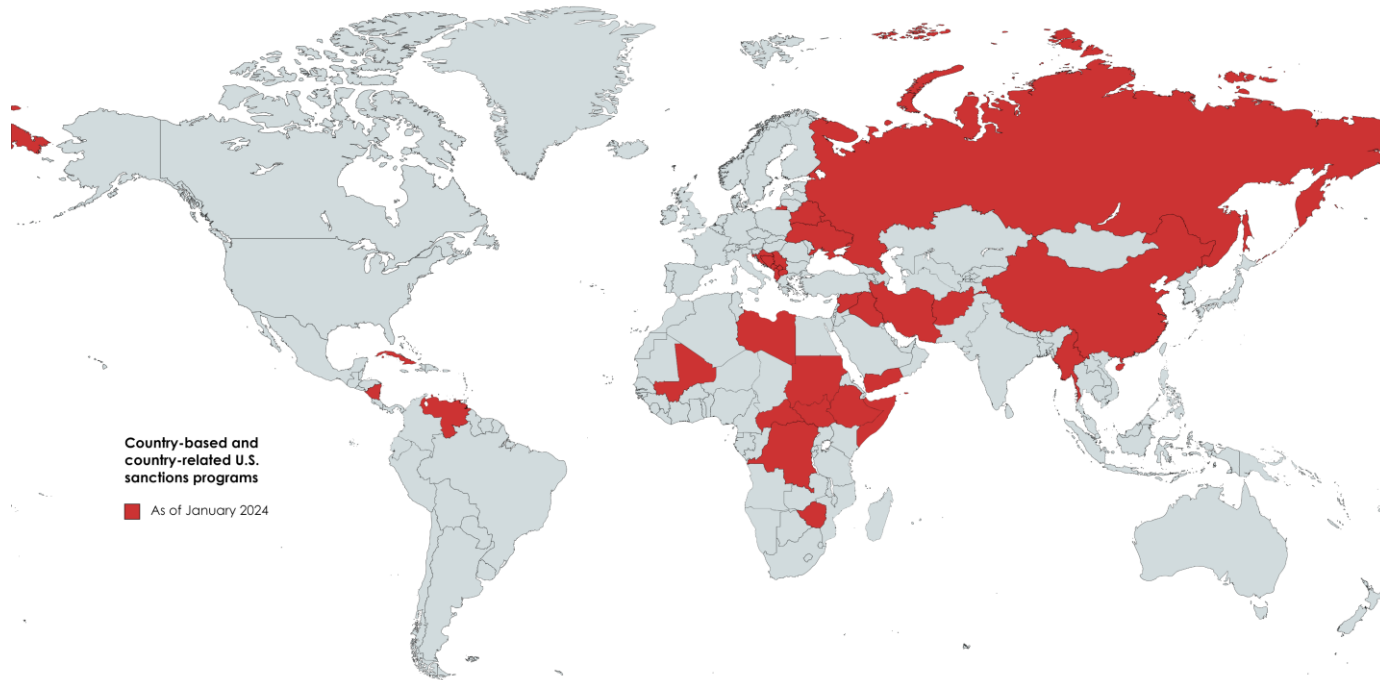 Country-based and
country-related U.S.
sanctions programs
As of January 2024